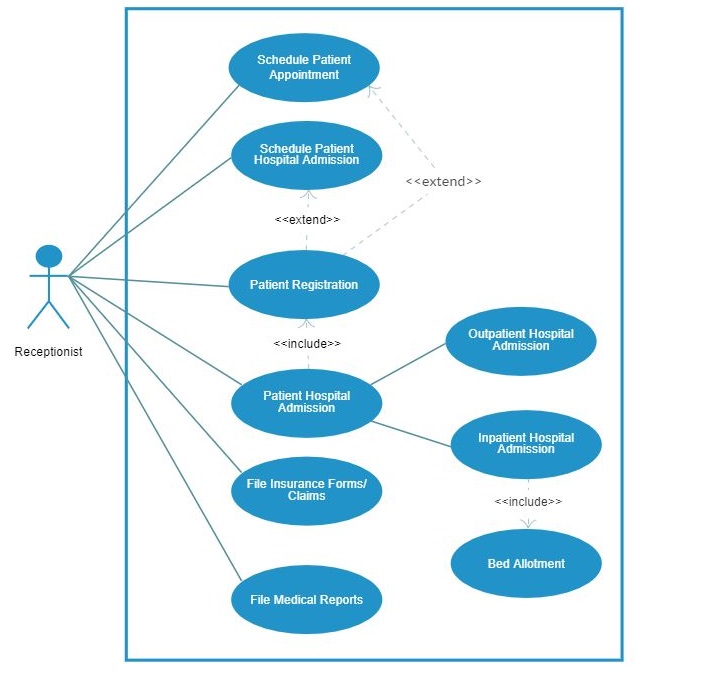 Schedule Patient
Appointment
Schedule Patient
Hospital Admission
<<extend>>
<<extend>>
Patient Registration
Receptionist
<<include>>
Outpatient Hospital
Admission
Patient Hospital
Admission
Inpatient Hospital
Admission
File Insurance Forms/
Claims
<<include>>
Bed Allotment
File Medical Reports